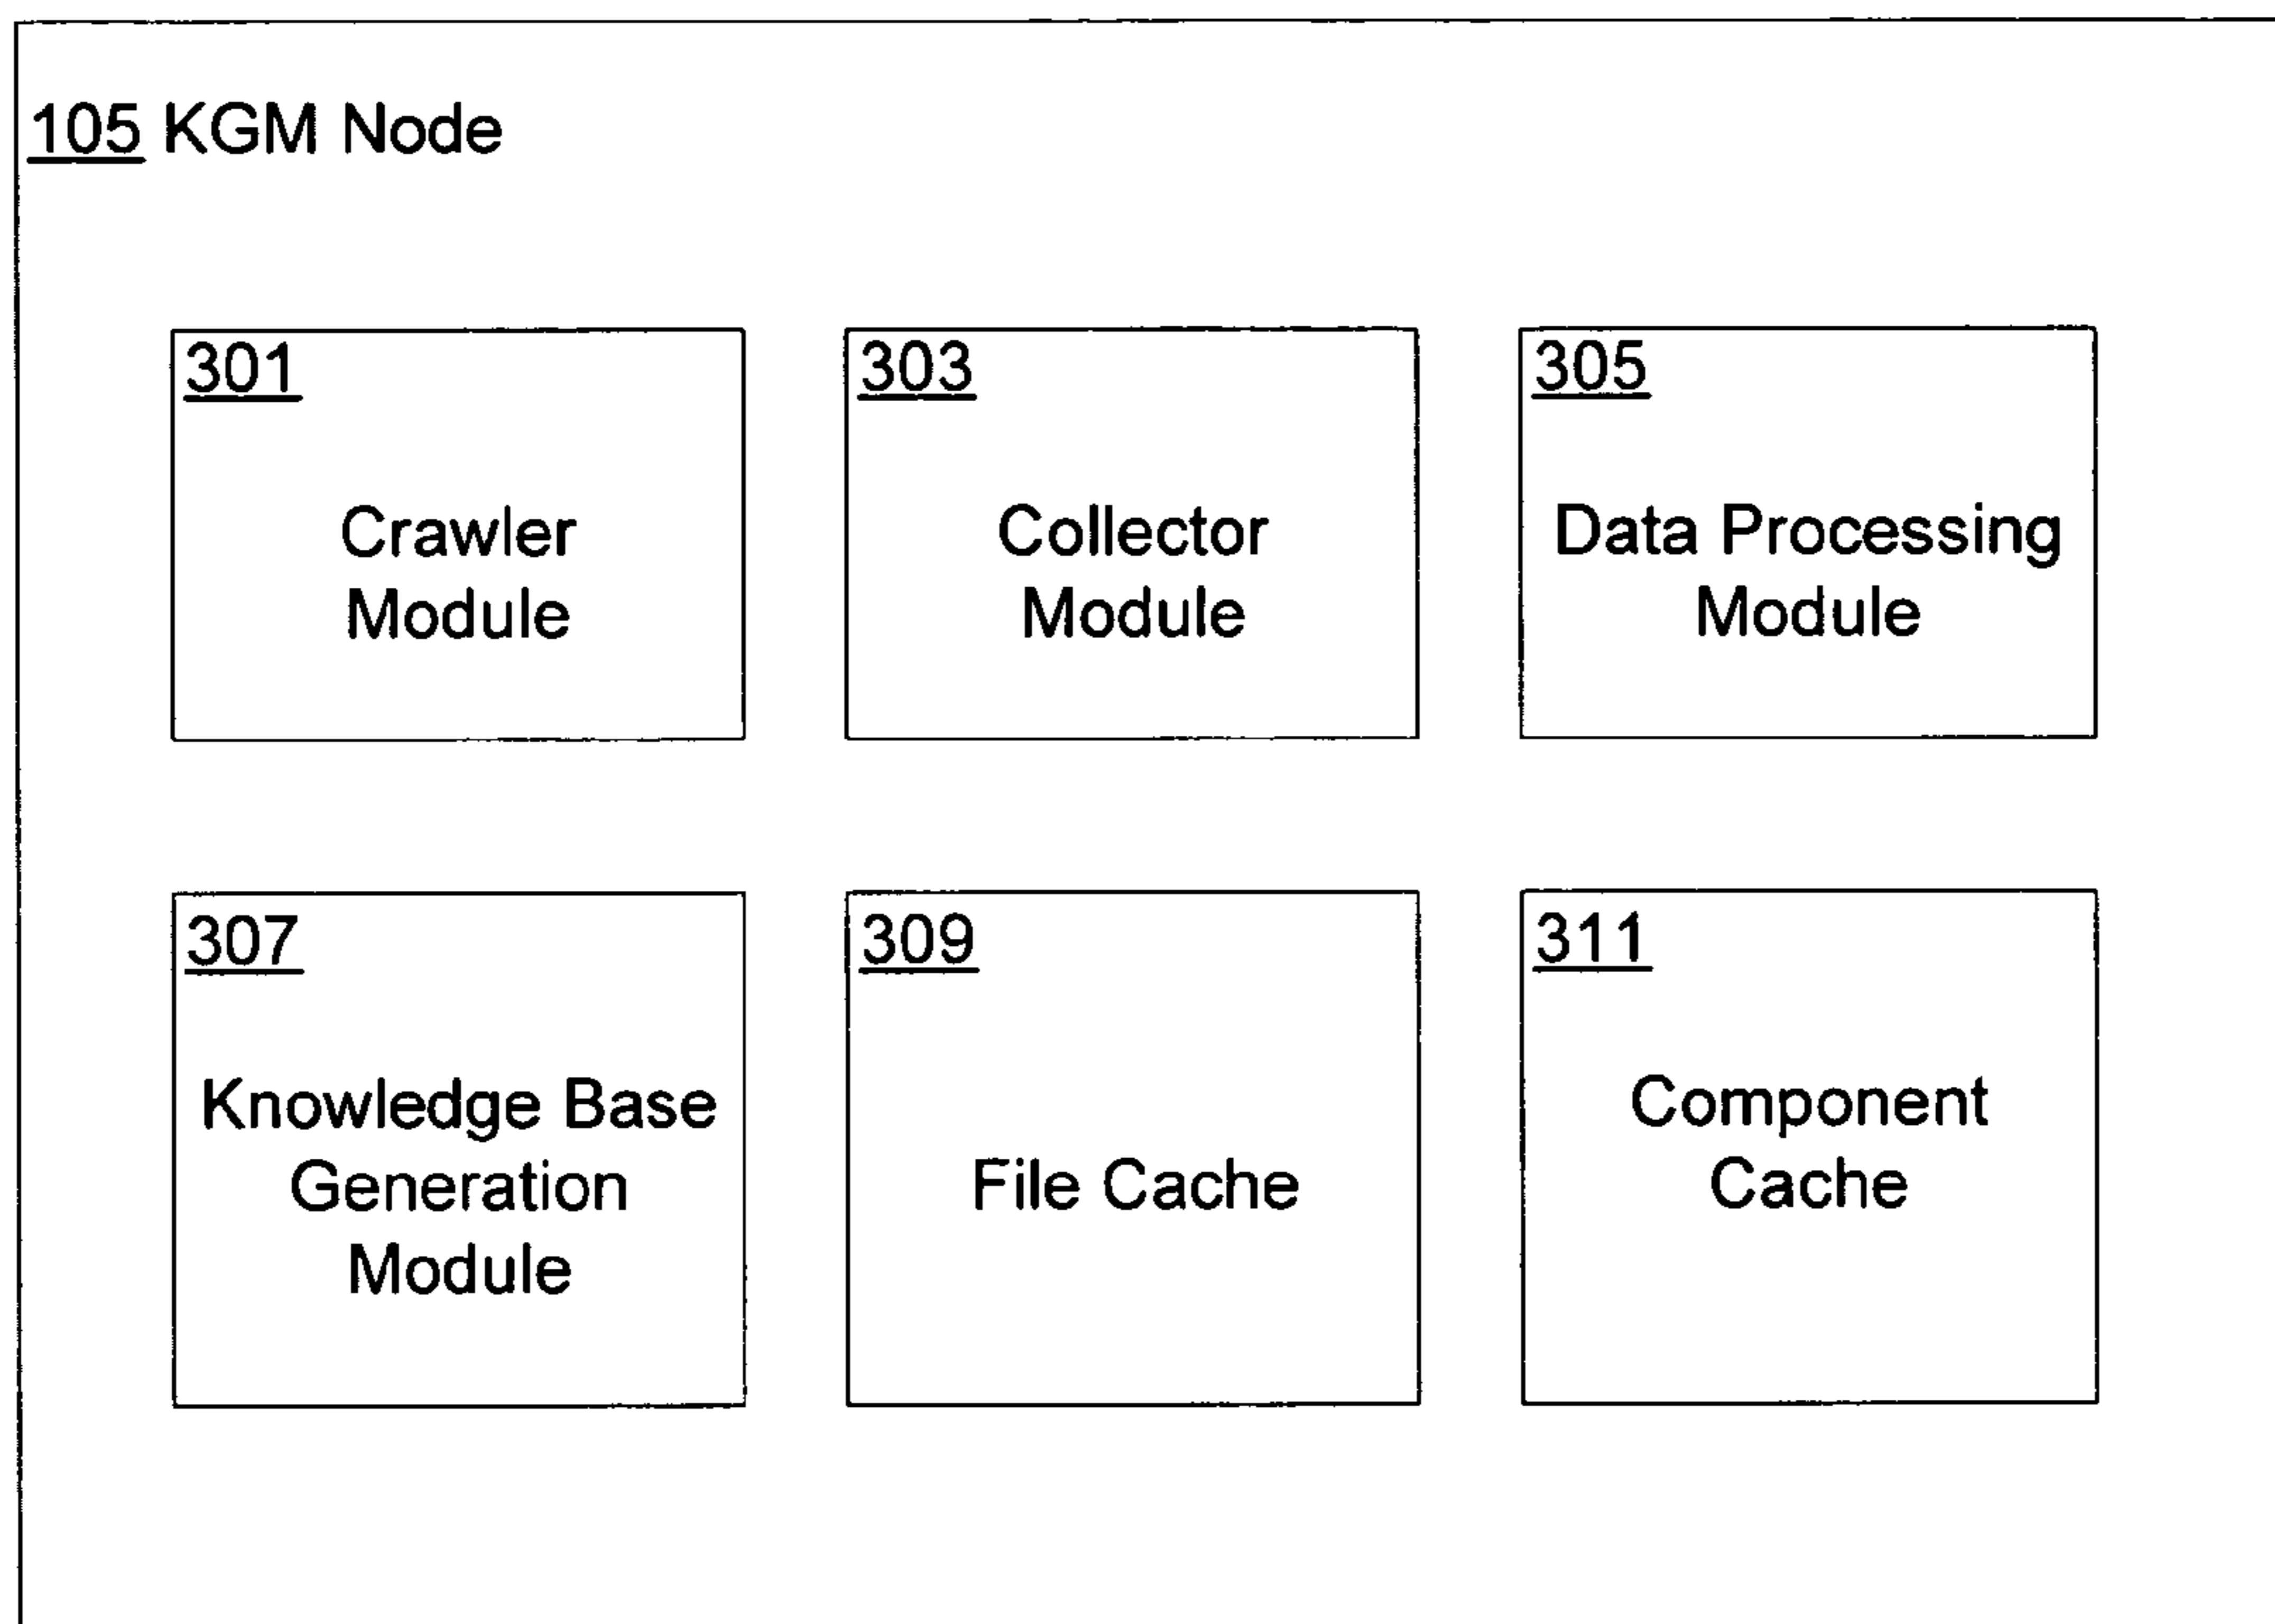 105 KGM Node
301
Crawler
Module
303
Collector
Module
305
Data Processing
Module
307
Knowledge Base
Generation
Module
309
File Cache
311
Component
Cache